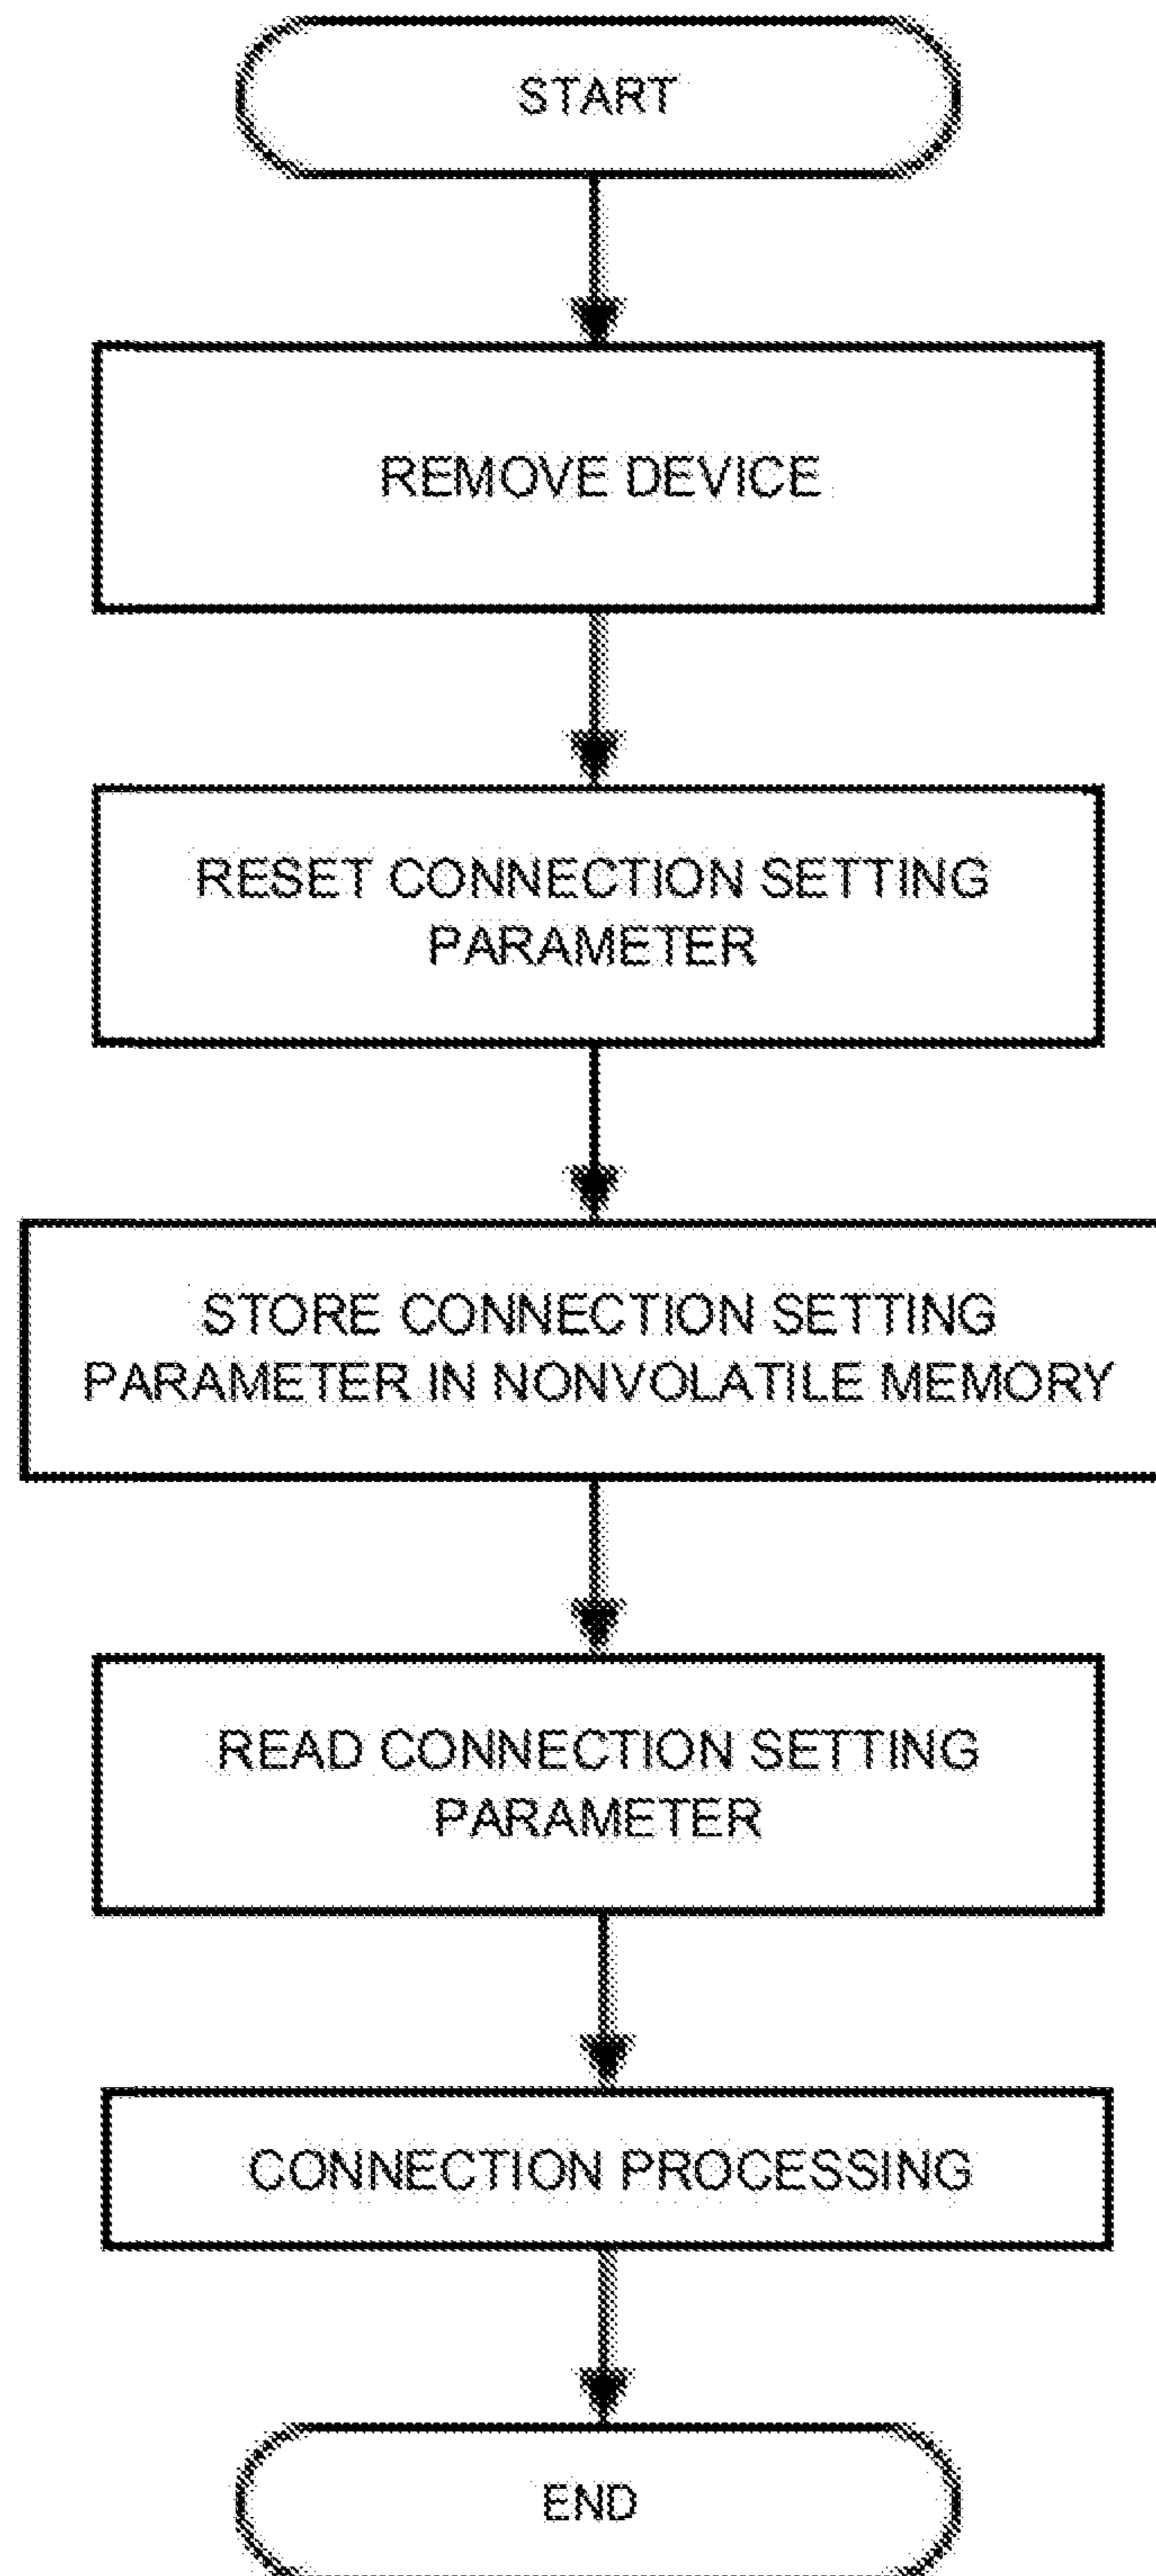 START
REMOVE DEVICE
RESET CONNECTION SETTING
PARAMETER
STORE CONNECTION SETTING
PARAMETER IN NONVOLATILE MEMORY
READ CONNECTION SETTING
PARAMETER
CONNECTION PROCESSING
END